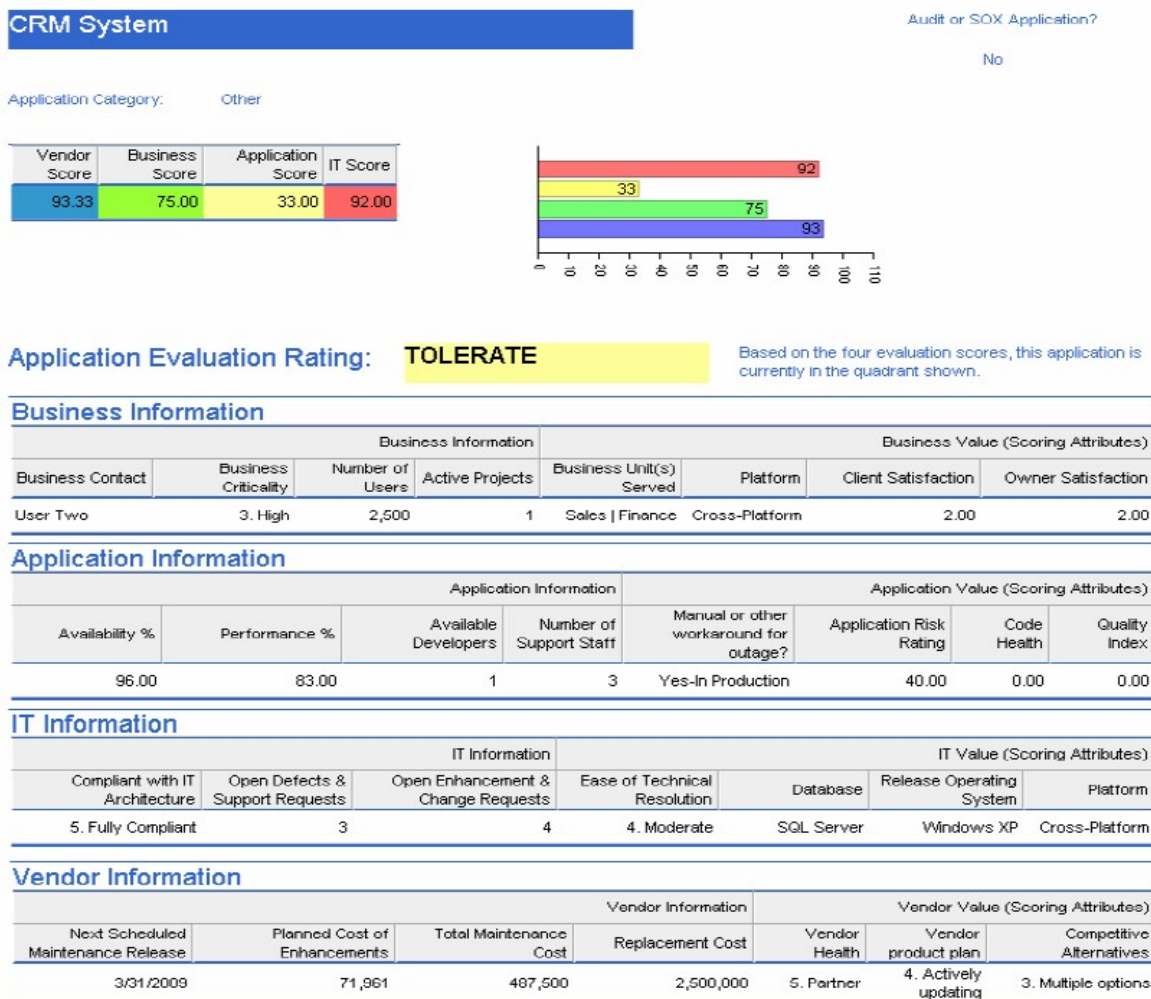 CRM System
Audit or SOX Application?
No
Application Category: Other
Vendor Score Business Score Application Score IT Score
93.33 75.00 33.00 92.00
92
33
75
93
0 10 20 30 40 50 60 70 80 90 100 110
Application Evaluation Rating: TOLERATE
Based on the four evaluation scores, this application is
currently in the quadrant shown.
Business Information
Business Information Business Value (Scoring Attributes)
Business Contact Business Criticality Number of Users Active Projects Business Unit(s) Served Platform Client Satisfaction Owner Satisfaction
User Two 3. High 2,500 1 Sales | Finance Cross-Platform 2.00 2.00
Application Information
Application Information Application Value (Scoring Attributes)
Availability % Performance % Available Developers Number of Support Staff Manual or other workaround for outage? Application Risk Rating Code Health Quality Index
96.00 83.00 1 3 Yes-In Production 40.00 0.00 0.00
IT Information
IT Information IT Value (Scoring Attributes)
Compliant with IT Architecture Open Defects & Support Requests Open Enhancement & Change Requests Ease of Technical Resolution Database Release Operating System Platform
5. Fully Compliant 3 4 4. Moderate SQL Server Windows XP Cross-Platform
Vendor Information
Vendor Information Vendor Value (Scoring Attributes)
Next Scheduled Maintenance Release Planned Cost of Enhancements Total Maintenance Cost Replacement Cost Vendor Health Vendor product plan Competitive Alternatives
3/31/2009 71,961 487,500 2,500,000 5. Partner 4. Actively updating 3. Multiple options